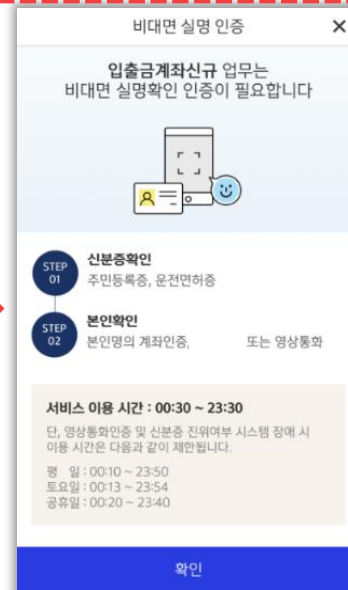 비대면 실명 인증
입출금계좌신규 업무는
비대면 실명확인 인증이 필요합니다
STEP 01
신분증확인
주민등록증, 운전면허증
STEP 02
본인확인
본인명의 계좌인증, 또는 영상통화
서비스 이용 시간 : 00:30 ~ 23:30
단, 영상통화인증 및 신분증 진위여부 시스템 장애 시
이용 시간은 다음과 같이 제한됩니다.
평 일 : 00:10 ~ 23:50
토요일 : 00:13 ~ 23:54
공휴일 : 00:20 ~ 23:40
확인